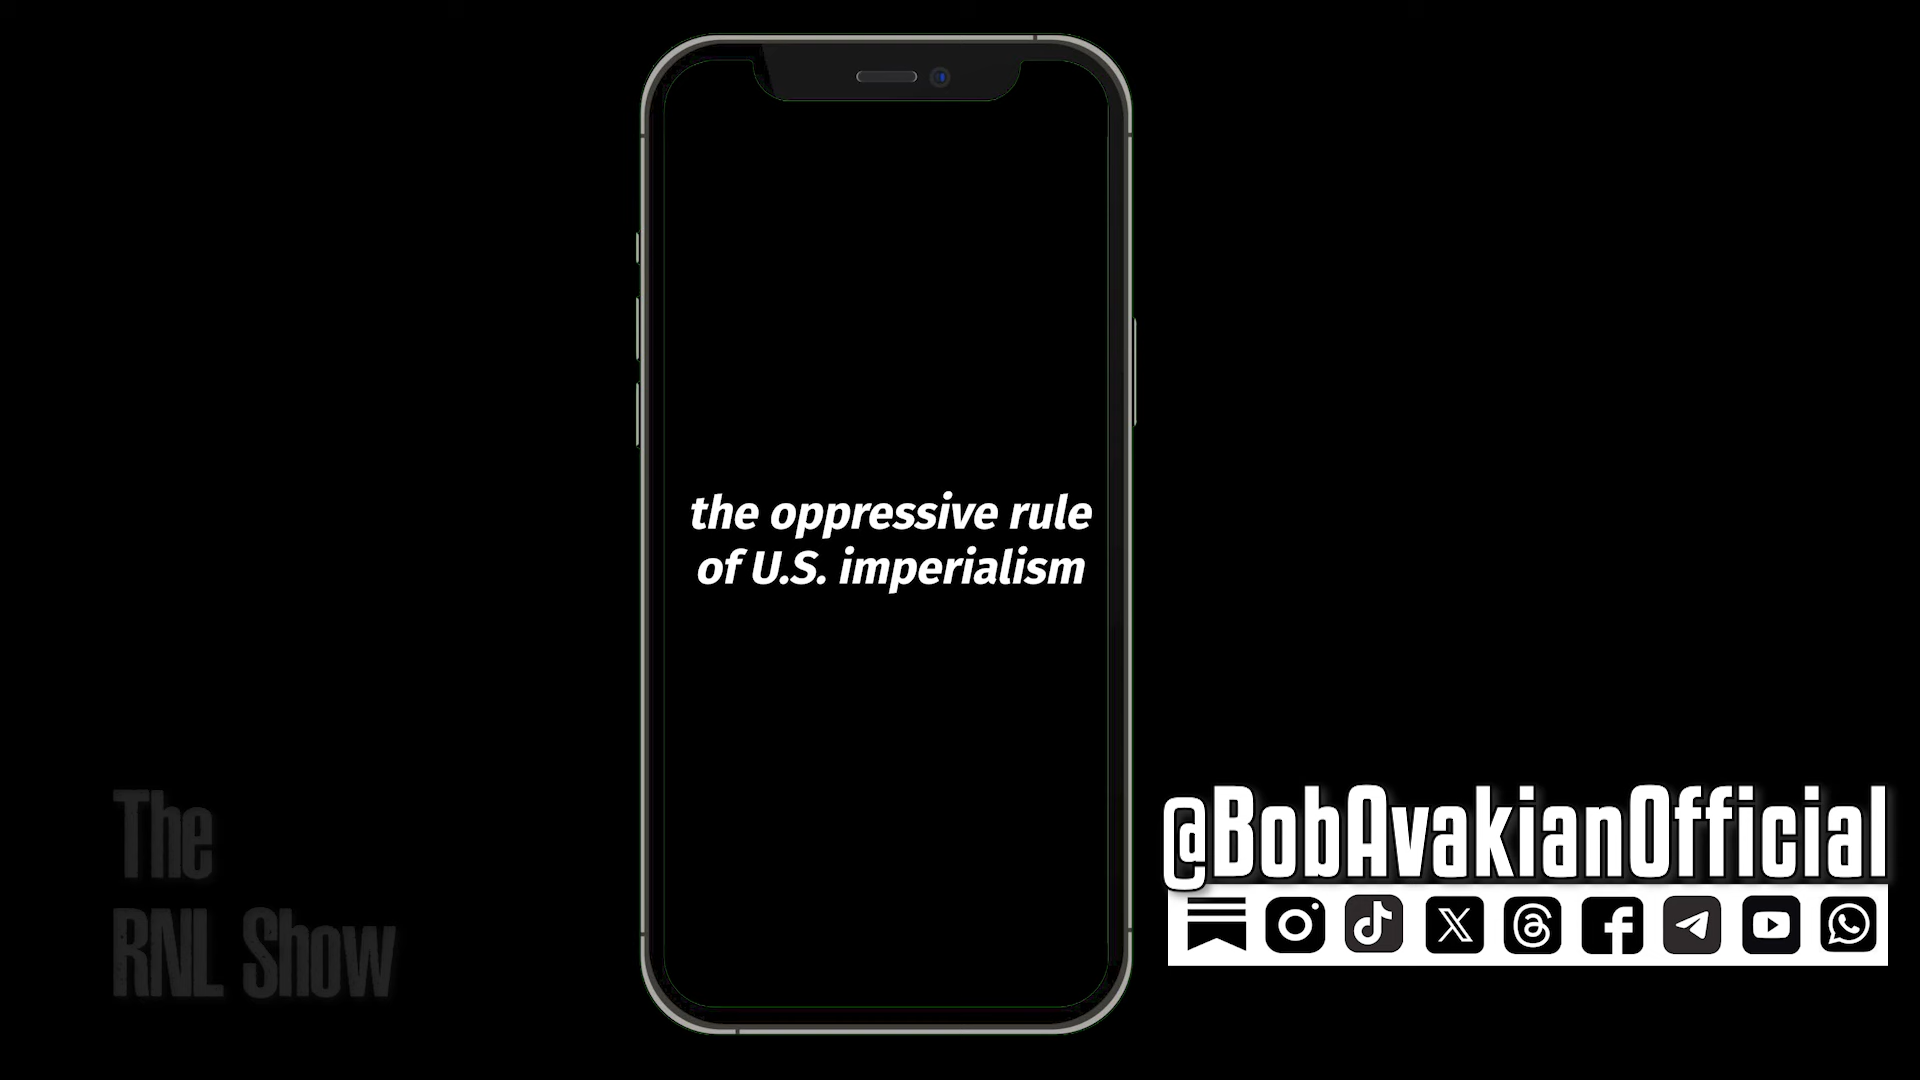 the oppressive rule
of U.S. imperialism
The
RNL Show
@BobAvakianOfficial